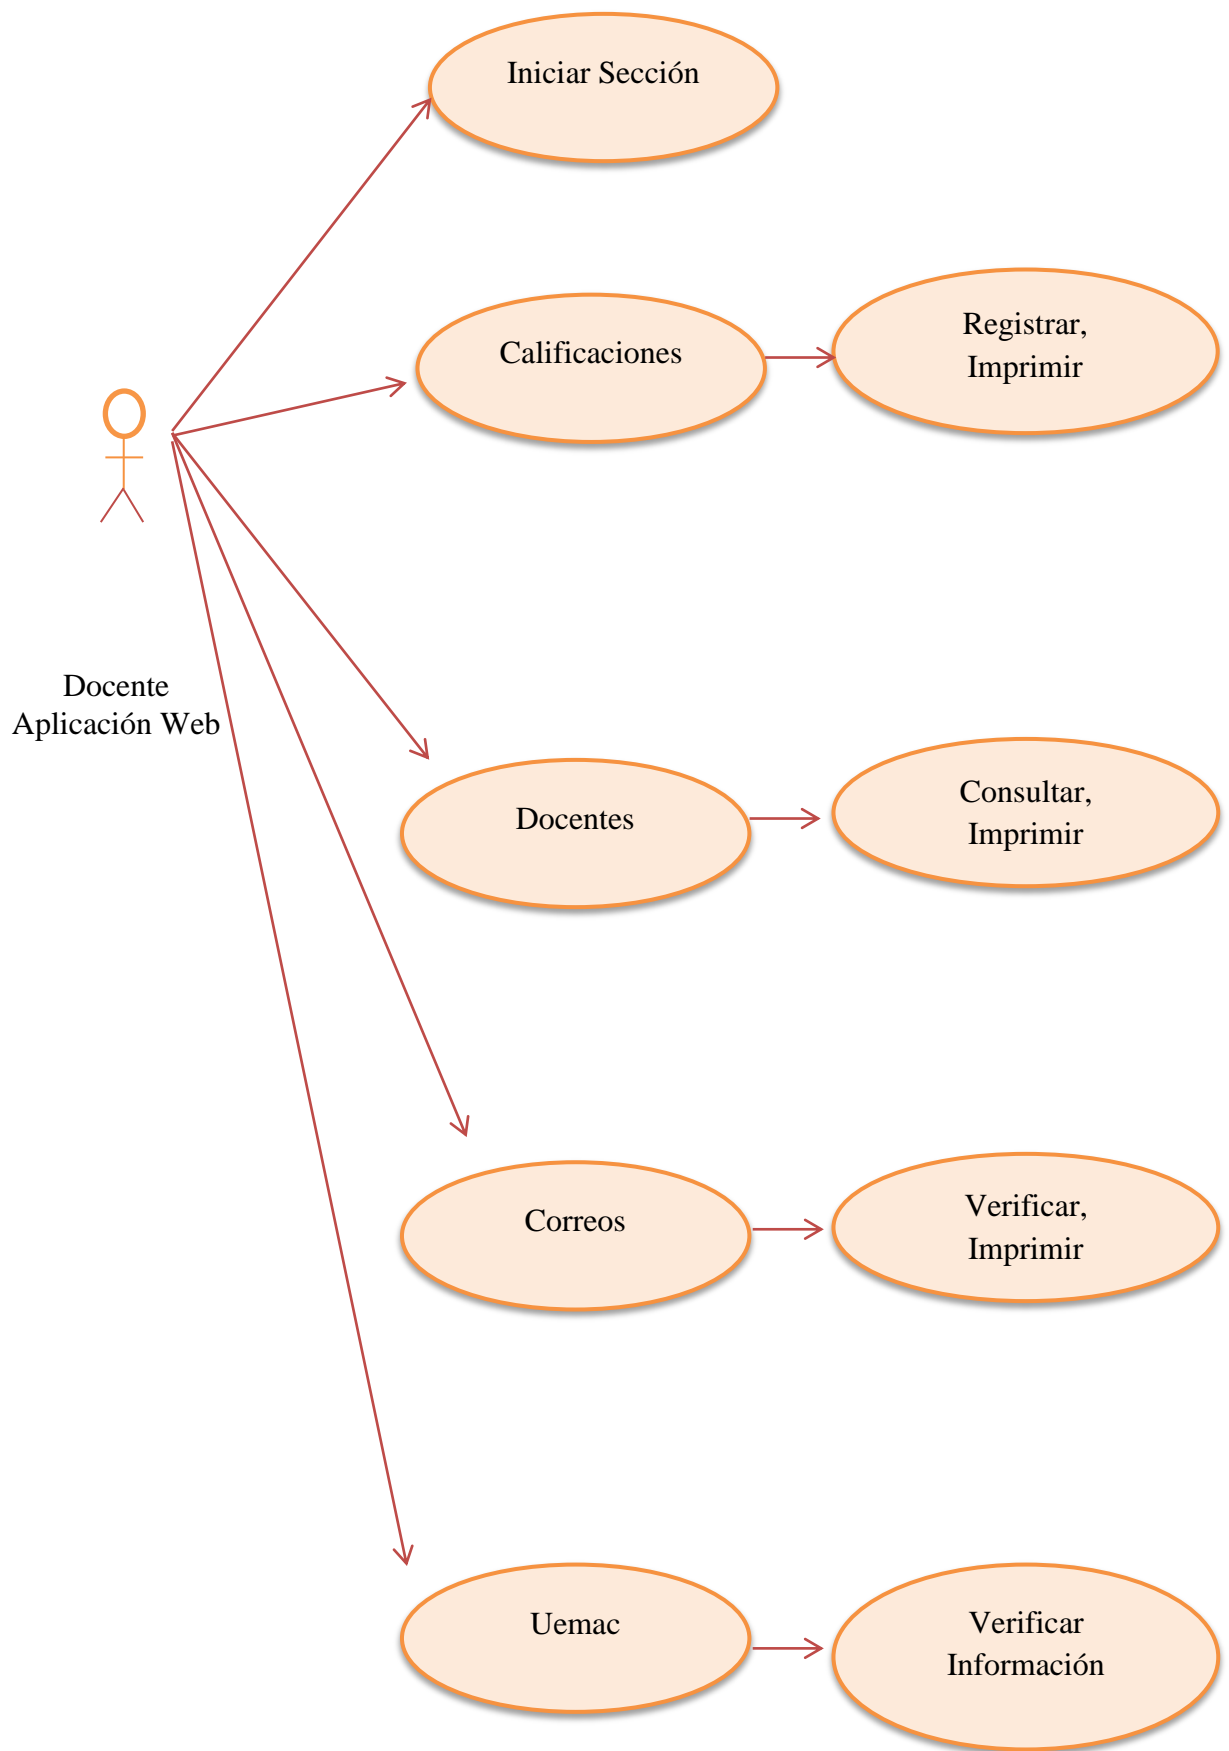 Iniciar Sección
Calificaciones
Registrar,
Imprimir
Docente
Aplicación Web
Docentes
Consultar,
Imprimir
Correos
Verificar,
Imprimir
Uemac
Verificar
Información